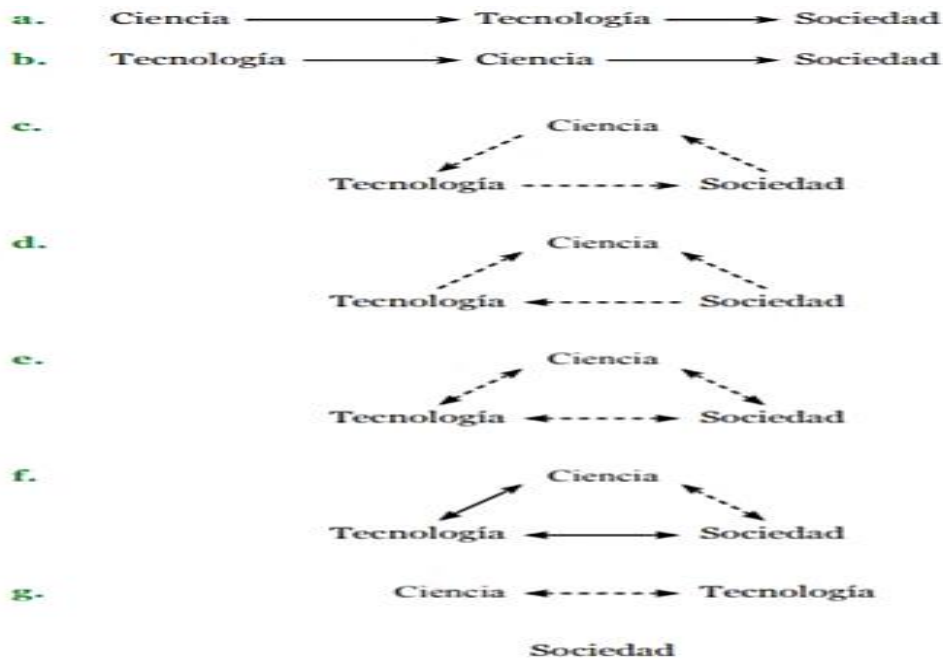 a. Ciencia Tecnología Sociedad
b. Tecnología Ciencia Sociedad
c. Ciencia
Tecnología Sociedad
d. Ciencia
Tecnología Sociedad
e. Ciencia
Tecnología Sociedad
f. Ciencia
Tecnología Sociedad
g. Ciencia Tecnología
Sociedad